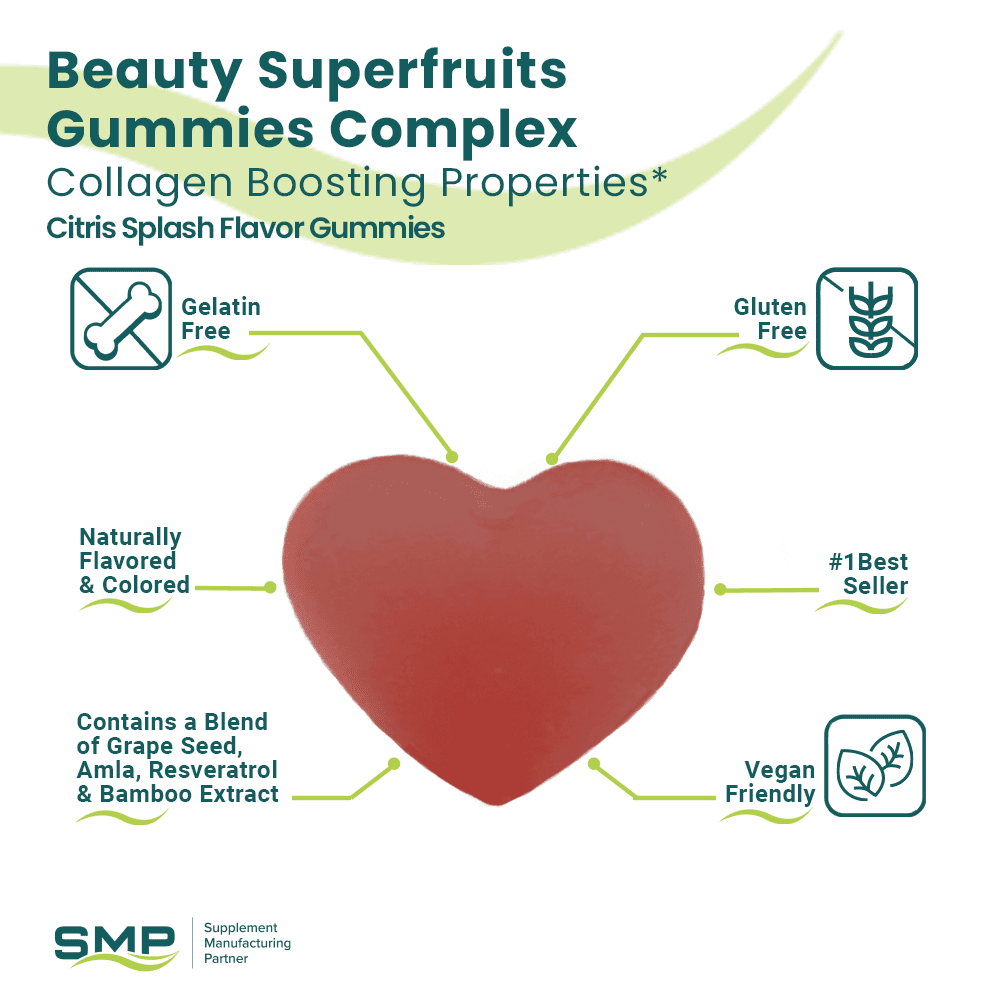 Beauty Superfruits
Gummies Complex
Collagen Boosting Properties*
Citris Splash Flavor Gummies
Gelatin
Free
Gluten
Free
Naturally
Flavored
& Colored
#1Best
Seller
Contains a Blend
of Grape Seed,
Amla, Resveratrol
& Bamboo Extract
Vegan
Friendly
SMP
Supplement
Manufacturing
Partner